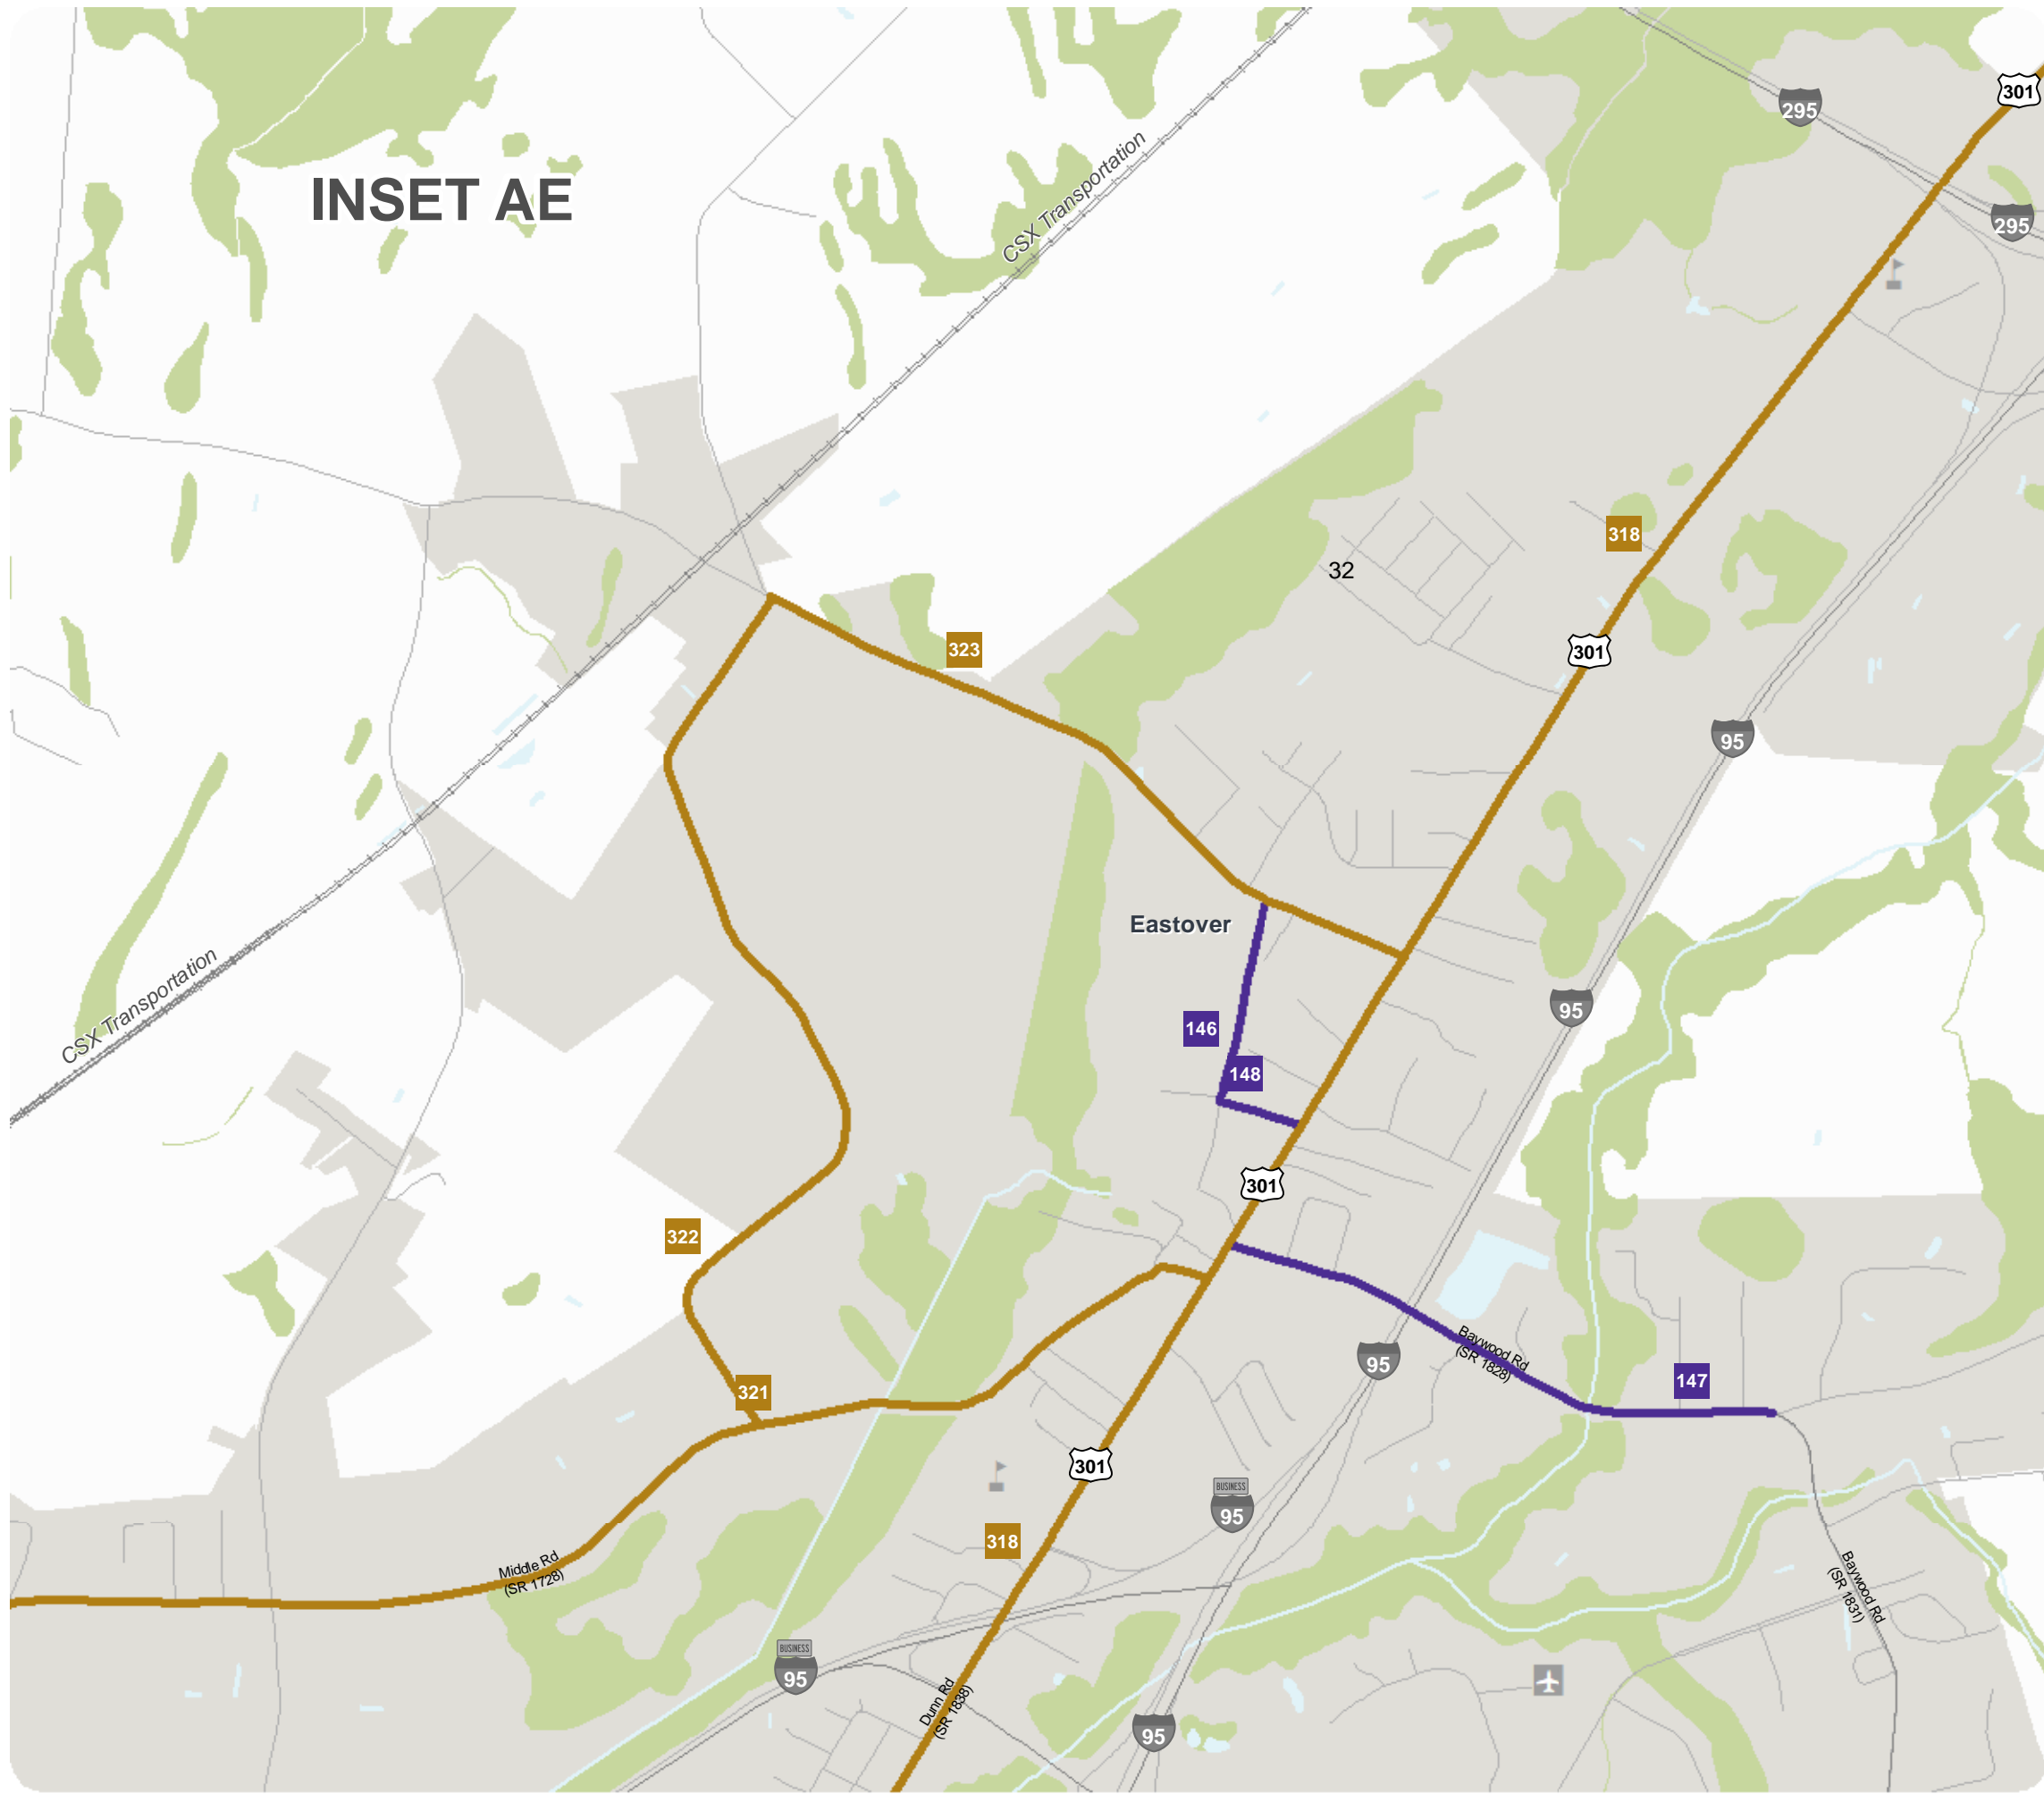 301
295
INSET AE
CSX Transportation
295
318
32
323
301
95
Eastover
CSX Transportation
95
146
148
301
322
Baywood Rd
(SR 1828)
95
147
321
301
BUSINESS
95
318
Middle Rd
(SR 1728)
Baywood Rd
(SR 1831)
BUSINESS
95
Dunn Rd
(SR 1838)
95